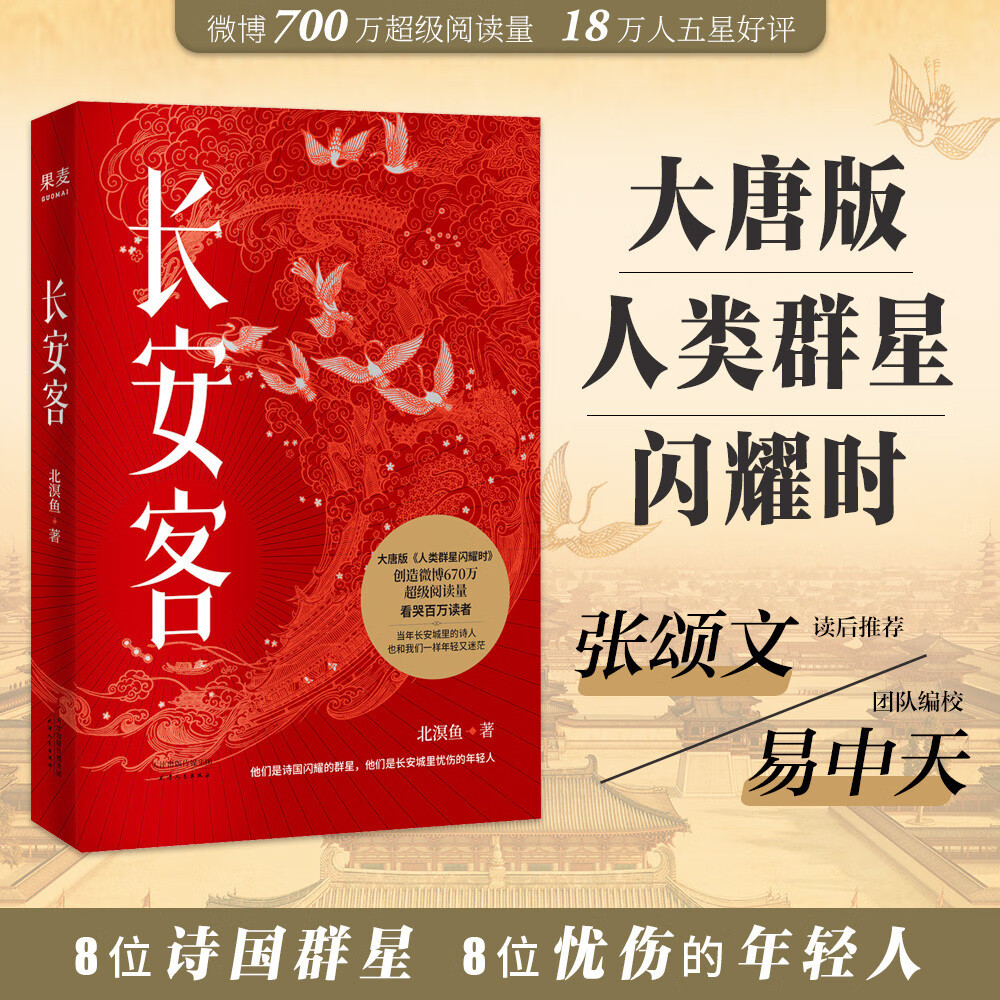 微博700万超级阅读量 18万人五星好评
果麦
GUOMAI
长安客
北溟鱼 著
长安客
大唐版《人类群星闪耀时》
创造微博670万
超级阅读量
看哭百万读者
当年长安城里的诗人
也和我们一样年轻又迷茫
北溟鱼 著
他们是诗国闪耀的群星，他们是长安城里忧伤的年轻人
天津人民出版社
大唐版
人类群星
闪耀时
张颂文 读后推荐
团队编校
易中天
8位诗国群星 8位忧伤的年轻人